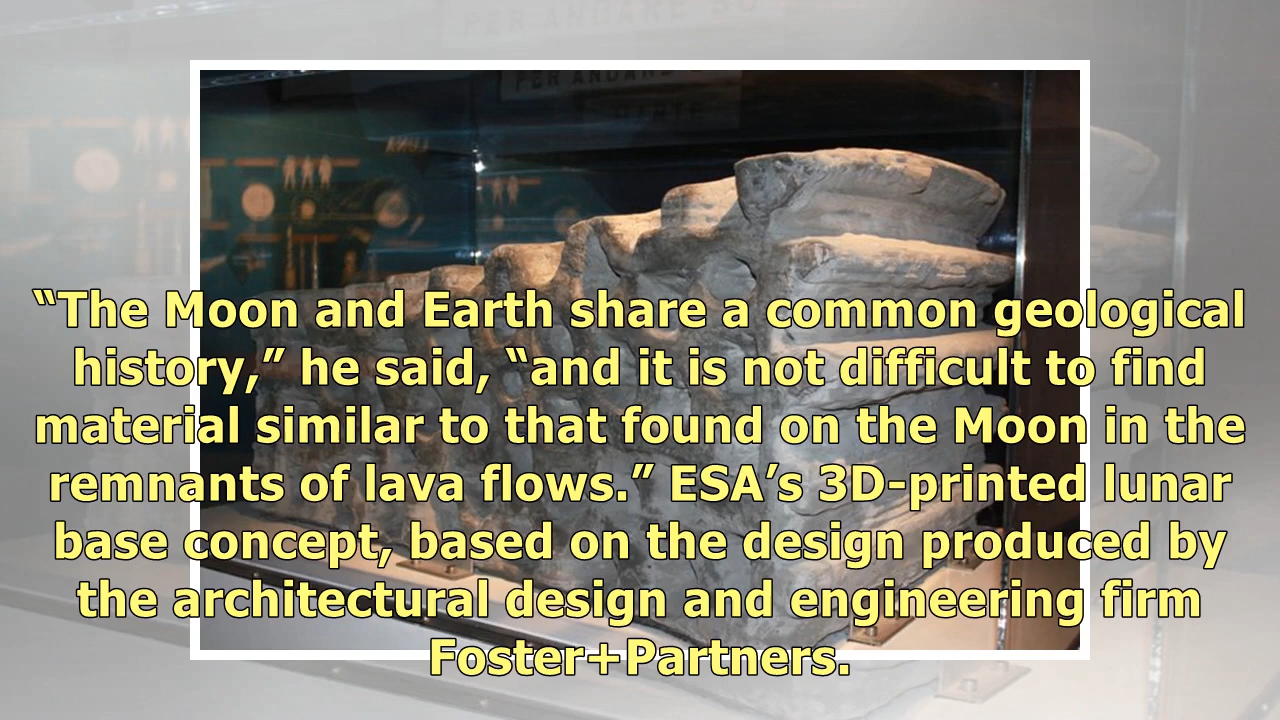 PER ANDARE
“The Moon and Earth share a common geological
history,” he said, “and it is not difficult to find
material similar to that found on the Moon in the
remnants of lava flows.” ESA’s 3D-printed lunar
base concept, based on the design produced by
the architectural design and engineering firm
Foster+Partners.